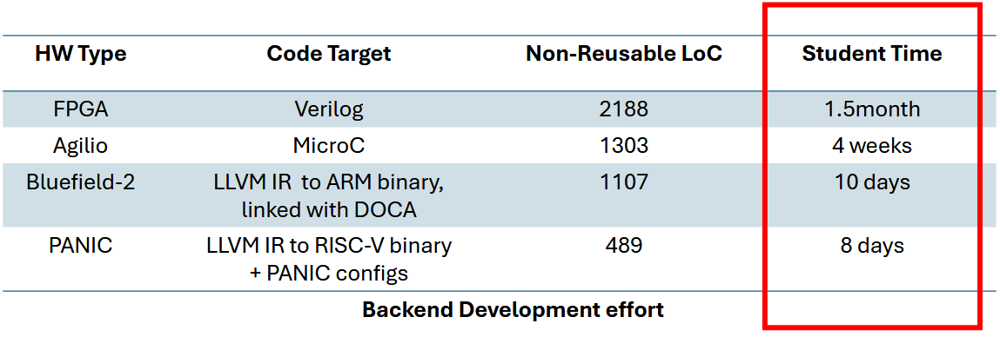 HW Type Code Target Non-Reusable LoC Student Time
FPGA Verilog 2188 1.5month
Agilio MicroC 1303 4 weeks
Bluefield-2 LLVM IR to ARM binary, 1107 10 days
linked with DOCA
PANIC LLVM IR to RISC-V binary 489 8 days
+ PANIC configs
Backend Development effort